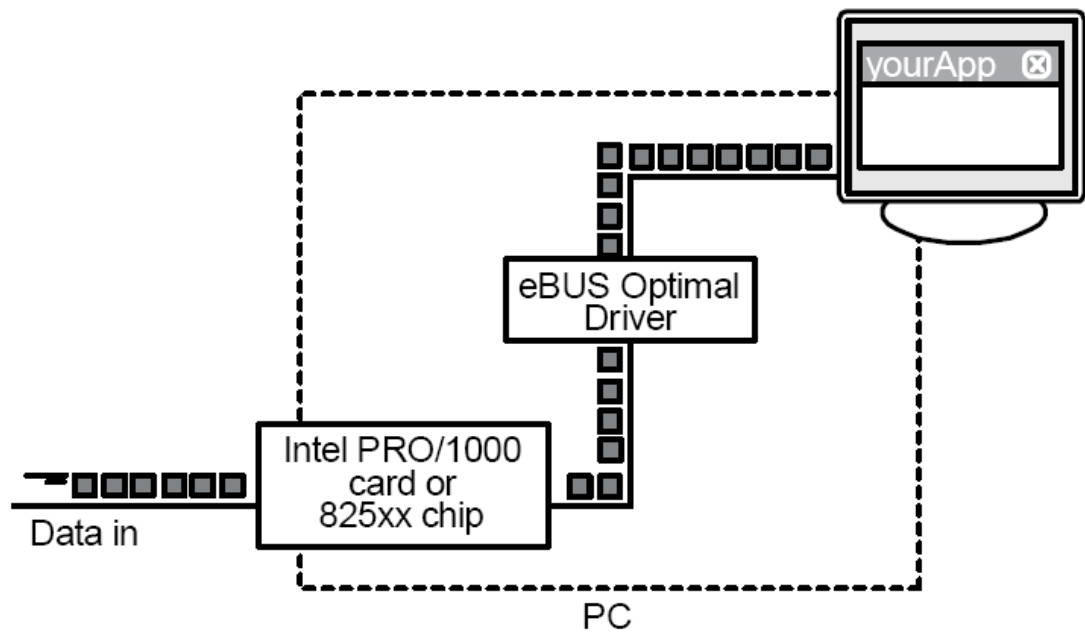 yourApp
eBUS Optimal
Driver
Intel PRO/1000
card or
825xx chip
Data in
PC